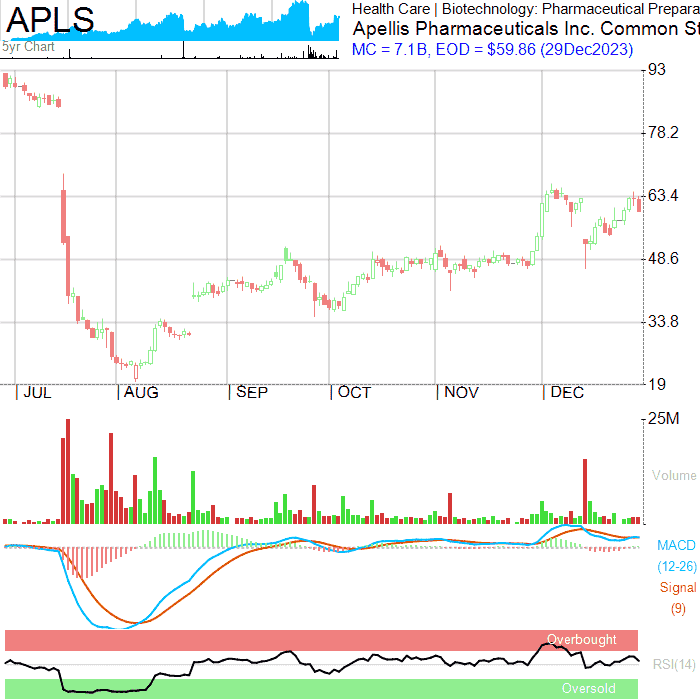 APLS
5yr Chart
Health Care | Biotechnology: Pharmaceutical Prepara
Apellis Pharmaceuticals Inc. Common St
MC = 7.1B, EOD = $59.86 (29Dec2023)
93
78.2
63.4
48.6
33.8
19
| JUL | AUG | SEP | OCT | NOV | DEC
25M
Volume
MACD
(12-26)
Signal
(9)
Overbought
RSI(14)
Oversold